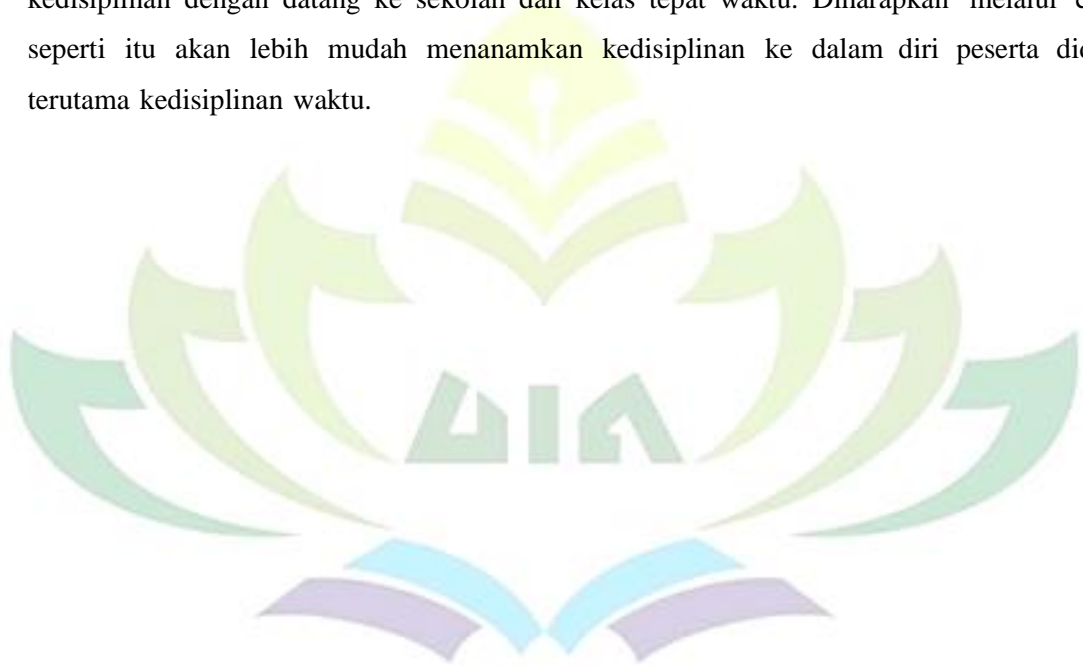 kedisiplinan dengan datang ke sekolah dan kelas tepat waktu. Diharapkan melalui
seperti itu akan lebih mudah menanamkan kedisiplinan ke dalam diri peserta
terutama kedisiplinan waktu.
UIN